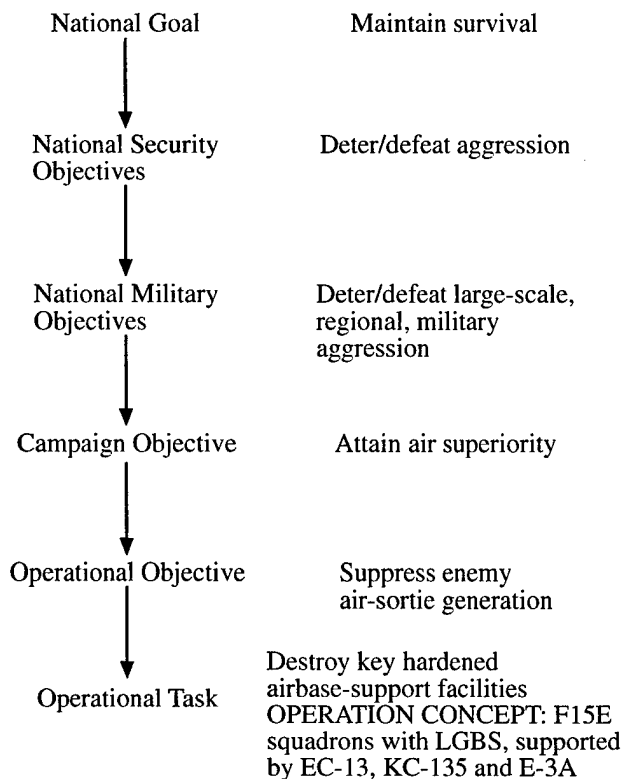 National Goal
Maintain survival
National Security
Objectives
Deter/defeat aggression
National Military
Objectives
Deter/defeat large-scale,
regional, military
aggression
Campaign Objective
Attain air superiority
Operational Objective
Suppress enemy
air-sortie generation
Operational Task
Destroy key hardened
airbase-support facilities
OPERATION CONCEPT: F15E
squadrons with LGBS, supported
by EC-13, KC-135 and E-3A